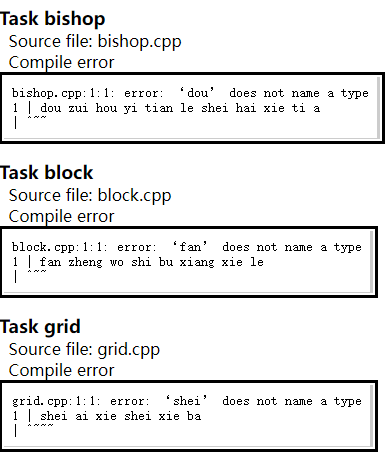 Task bishop
Source file: bishop.cpp
Compile error
bishop.cpp:1:1: error: ‘dou’ does not name a type
1 | dou zui hou yi tian le shei hai xie ti a
| ^~~
Task block
Source file: block.cpp
Compile error
block.cpp:1:1: error: ‘fan’ does not name a type
1 | fan zheng wo shi bu xiang xie le
| ^~~
Task grid
Source file: grid.cpp
Compile error
grid.cpp:1:1: error: ‘shei’ does not name a type
1 | shei ai xie shei xie ba
| ^~~~